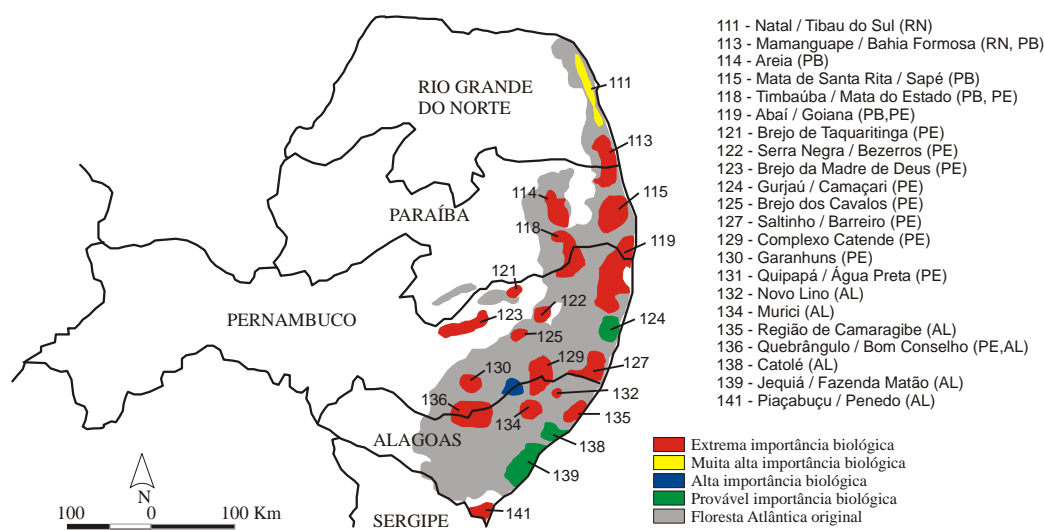 RIO GRANDE
DO NORTE
PARAÍBA
PERNAMBUCO
ALAGOAS
SERGIPE
111
113
114
115
118
119
121
122
123
124
125
127
129
130
132
134
135
136
138
139
141
N
100 0 100 Km
111 - Natal / Tibau do Sul (RN)
113 - Mamanguape / Bahia Formosa (RN, PB)
114 - Areia (PB)
115 - Mata de Santa Rita / Sapé (PB)
118 - Timbaúba / Mata do Estado (PB, PE)
119 - Abaí / Goiana (PB,PE)
121 - Brejo de Taquaritinga (PE)
122 - Serra Negra / Bezerros (PE)
123 - Brejo da Madre de Deus (PE)
124 - Gurjaú / Camaçari (PE)
125 - Brejo dos Cavalos (PE)
127 - Saltinho / Barreiro (PE)
129 - Complexo Catende (PE)
130 - Garanhuns (PE)
131 - Quipapá / Água Preta (PE)
132 - Novo Lino (AL)
134 - Murici (AL)
135 - Região de Camaragibe (AL)
136 - Quebrângulo / Bom Conselho (PE,AL)
138 - Catolé (AL)
139 - Jequiá / Fazenda Matão (AL)
141 - Piaçabuçu / Penedo (AL)
Extrema importância biológica
Muita alta importância biológica
Alta importância biológica
Provável importância biológica
Floresta Atlântica original